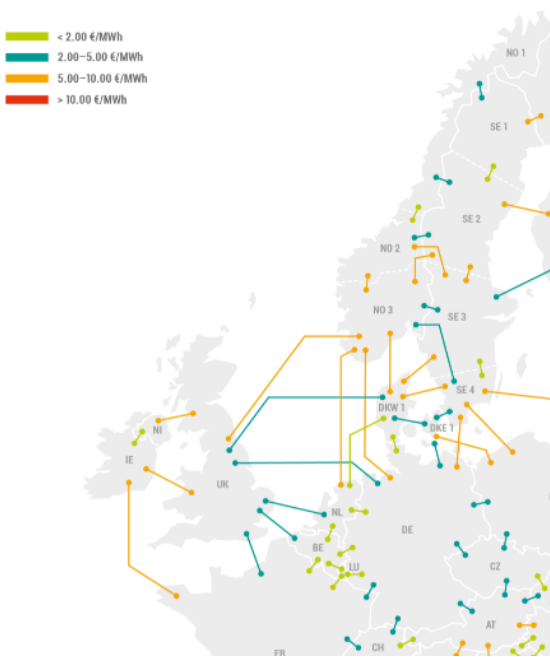 < 2.00 €/MWh
2.00–5.00 €/MWh
5.00–10.00 €/MWh
> 10.00 €/MWh
NO 1
SE 1
SE 2
NO 2
NO 3
SE 3
SE 4
DKW 1
DKE 1
NI
IE
UK
NL
DE
BE
LU
CZ
AT
CH
FR